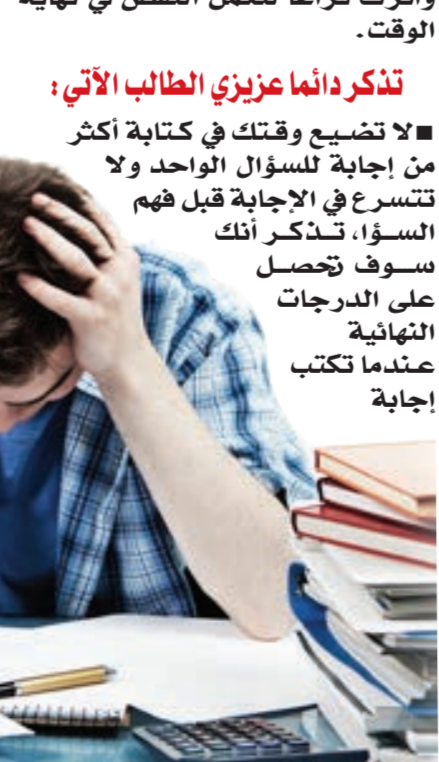 الوقت.
تذكر دائما عزيزي الطالب الآتي:
■لا تضيع وقتك في كتابة أكثر
من إجابة للسؤال الواحد ولا
تتسرع في الإجابة قبل فهم
السؤا، تذكر أنك
سوف تحصل
على الدرجات
النهائية
عندما تكتب
إجابة